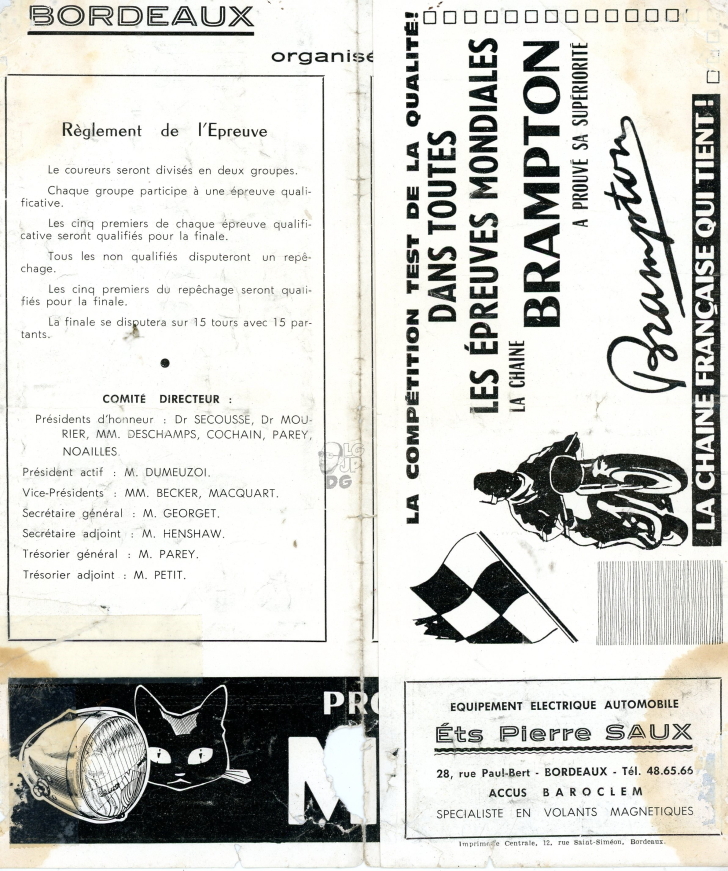 BORDEAUX
organisé
Règlement de l'Epreuve
Le coureurs seront divisés en deux groupes.
Chaque groupe participe à une épreuve quali-
ficative.
Les cinq premiers de chaque épreuve qualifi-
cative seront qualifiés pour la finale.
Tous les non qualifiés disputeront un repê-
chage.
Les cinq premiers du repêchage seront quali-
fiés pour la finale.
La finale se disputera sur 15 tours avec 15 par-
tants.
COMITÉ DIRECTEUR :
Présidents d'honneur : Dr SECOUSSE, Dr MOU-
RIER, MM. DESCHAMPS, COCHAIN, PAREY,
NOAILLES
Président actif : M. DUMEUZOI.
Vice-Présidents : MM. BECKER, MACQUART.
Secrétaire général : M. GEORGET.
Secrétaire adjoint : M. HENSHAW.
Trésorier général : M. PAREY.
Trésorier adjoint : M. PETIT.
LG
JP
DG
PRO
M
LA COMPÉTITION TEST DE LA QUALITÉ!
DANS TOUTES
LES ÉPREUVES MONDIALES
LA CHAINE BRAMPTON
A PROUVÉ SA SUPÉRIORITÉ
Brampton
LA CHAINE FRANÇAISE QUI TIENT!
EQUIPEMENT ELECTRIQUE AUTOMOBILE
Éts Pierre SAUX
28, rue Paul-Bert - BORDEAUX - Tél. 48.65.66
ACCUS BAROCLEM
SPECIALISTE EN VOLANTS MAGNETIQUES
Imprimerie Centrale, 12, rue Saint-Siméon, Bordeaux.